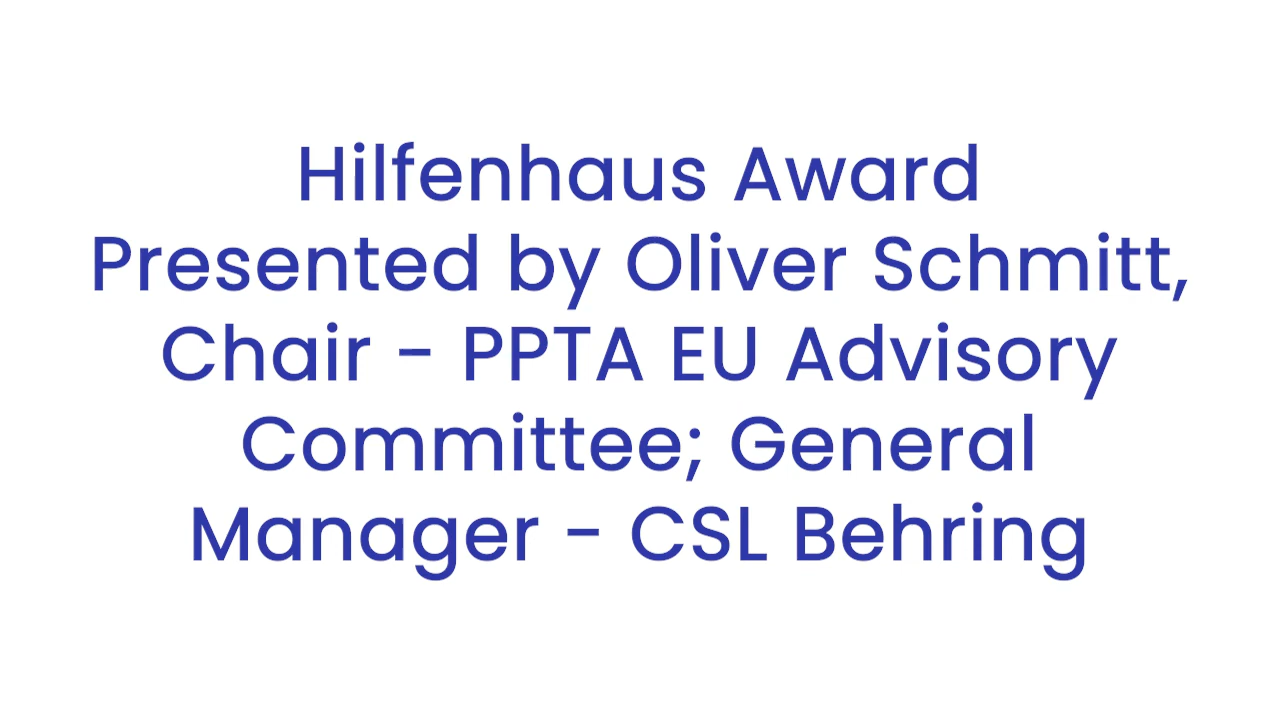 Hilfenhaus Award
Presented by Oliver Schmitt,
Chair - PPTA EU Advisory
Committee; General
Manager - CSL Behring